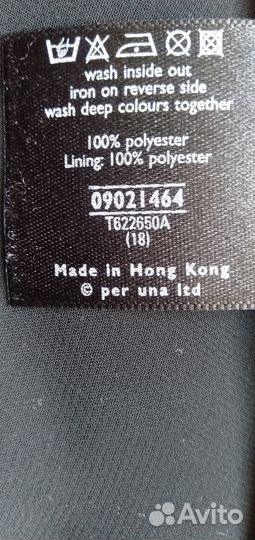 wash inside out
iron on reverse side
wash deep colours together
100% polyester
Lining: 100% polyester
09021464
T622650A
(18)
Made in Hong Kong
© per una ltd
Avito